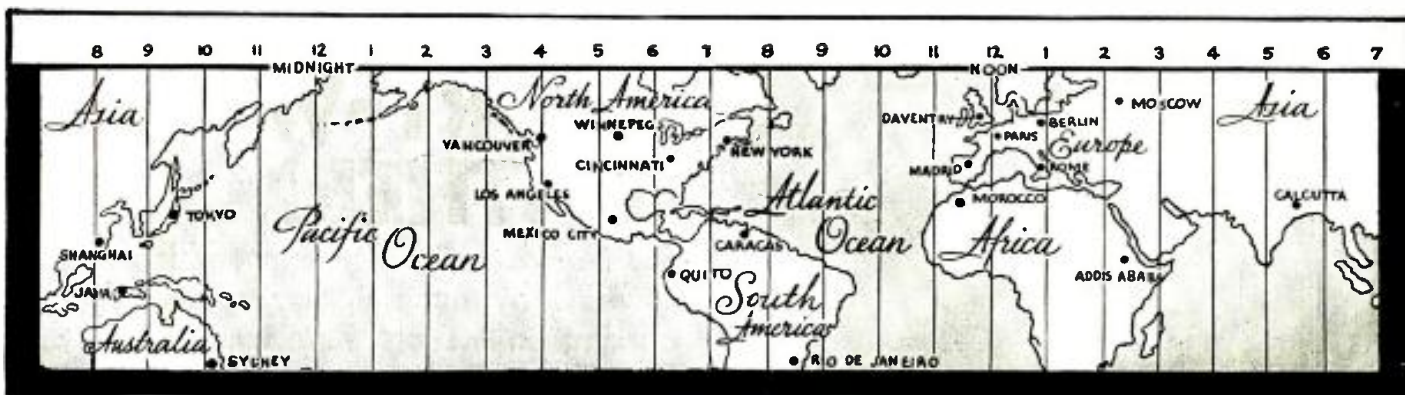 8 9 10 11 12 1 2 3 4 5 6 7 8 9 10 11 12 1 2 3 4 5 6 7
MIDNIGHT
NOON
Asia
North America
WINNEPEG
VANCOUVER
CINCINNATI
NEW YORK
DAVENTRY
PARIS
BERLIN
MOSCOW
Asia
Europe
MADRID
ROME
LOS ANGELES
TOKYO
Pacific
Ocean
MEXICO CITY
Atlantic
Ocean
CARACAS
MOROCCO
Africa
CALCUTTA
SHANGHAI
QUITO
South
America
ADDIS ABABA
JAVA
Australia
SYDNEY
RIO DE JANEIRO